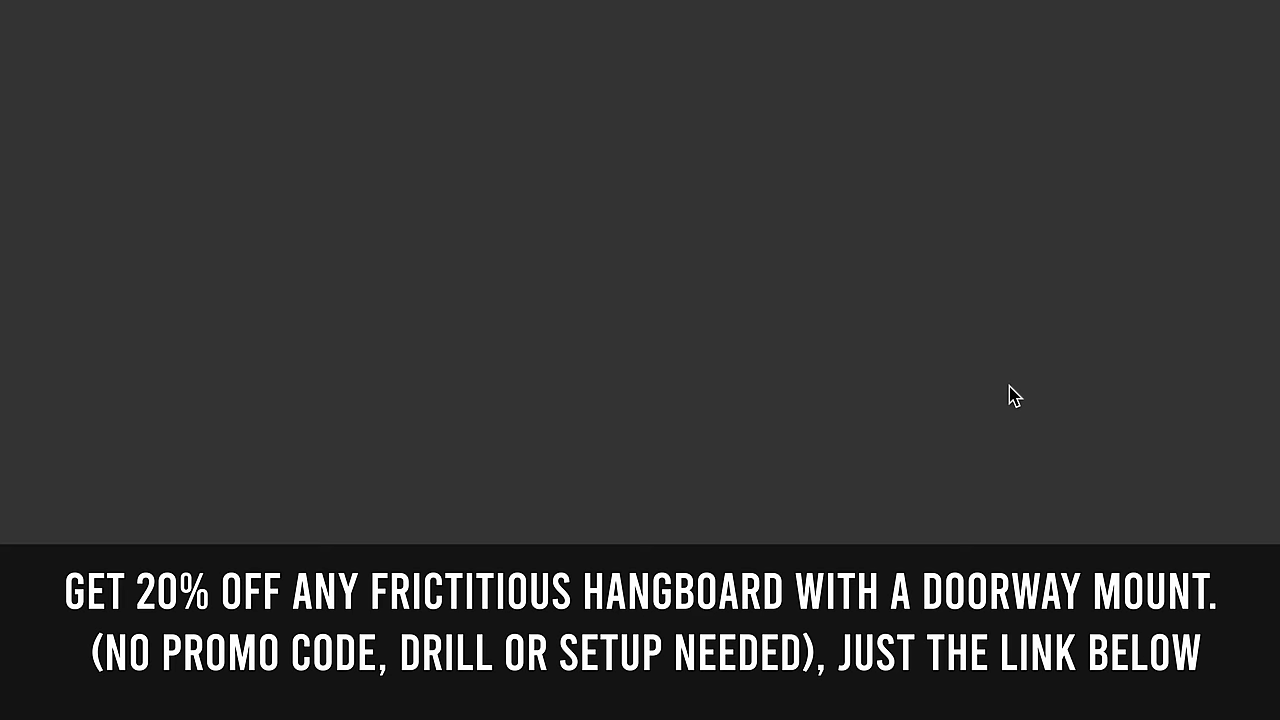 GET 20% OFF ANY FRICTITIOUS HANGBOARD WITH A DOORWAY MOUNT.
(NO PROMO CODE, DRILL OR SETUP NEEDED), JUST THE LINK BELOW